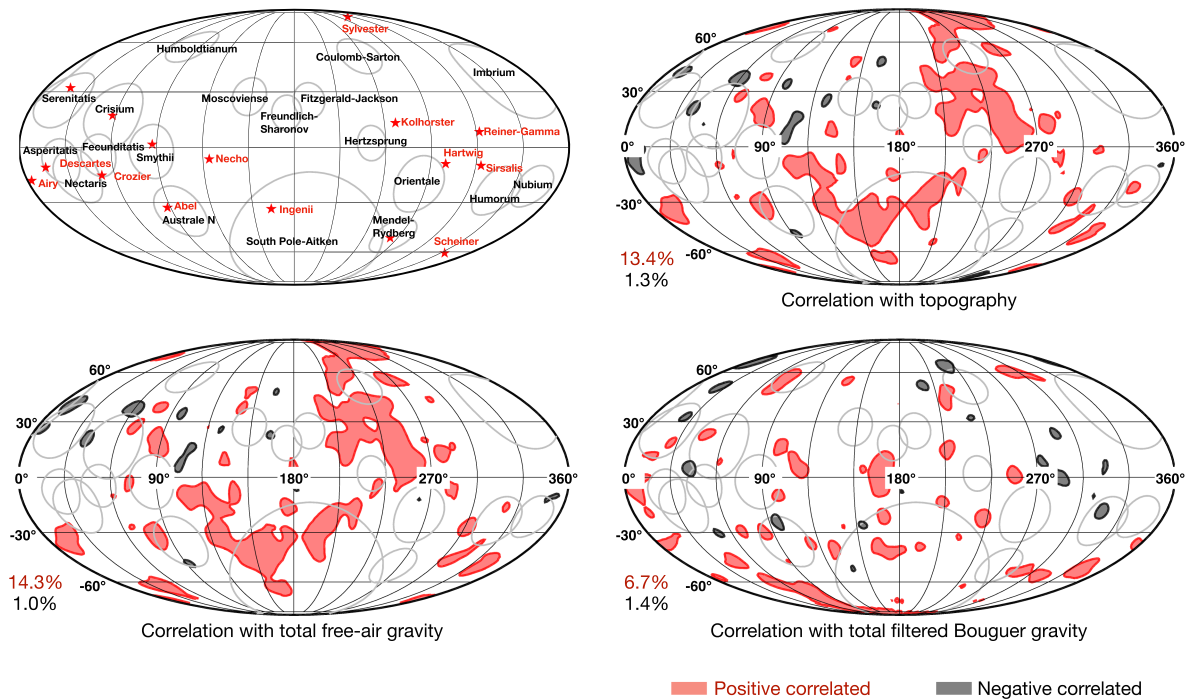 Sylvester
Humboldtianum
Coulomb-Sarton
Imbrium
Serenitatis
Crisium
Moscoviense
Fitzgerald-Jackson
Freundlich-
Sharonov
Kolhorster
Reiner-Gamma
Hertzsprung
Asperitatis
Fecunditatis
Smythii
Descartes
Necho
Hartwig
Sirsalis
Airy
Nectaris
Crozier
Orientale
Nubium
Humorum
Abel
Australe N
Ingenii
Mendel-
Rydberg
South Pole-Aitken
Scheiner
60°
30°
0°
90°
180°
270°
360°
-30°
-60°
13.4%
1.3%
Correlation with topography
60°
30°
0°
90°
180°
270°
360°
-30°
-60°
14.3%
1.0%
Correlation with total free-air gravity
60°
30°
0°
90°
180°
270°
360°
-30°
-60°
6.7%
1.4%
Correlation with total filtered Bouguer gravity
Positive correlated
Negative correlated